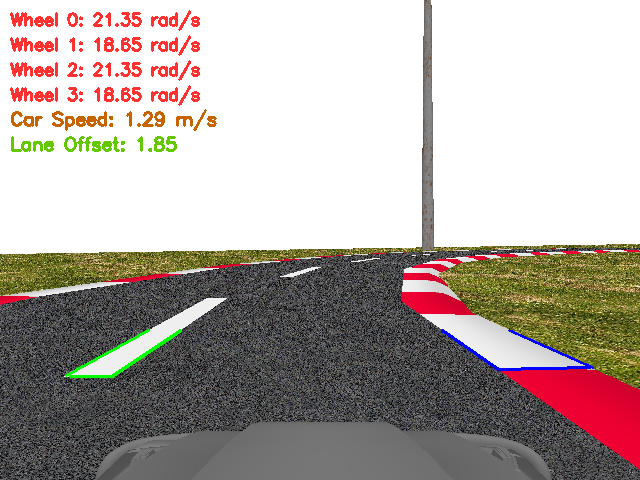 Wheel 0: 21.35 rad/s
Wheel 1: 18.65 rad/s
Wheel 2: 21.35 rad/s
Wheel 3: 18.65 rad/s
Car Speed: 1.29 m/s
Lane Offset: 1.85